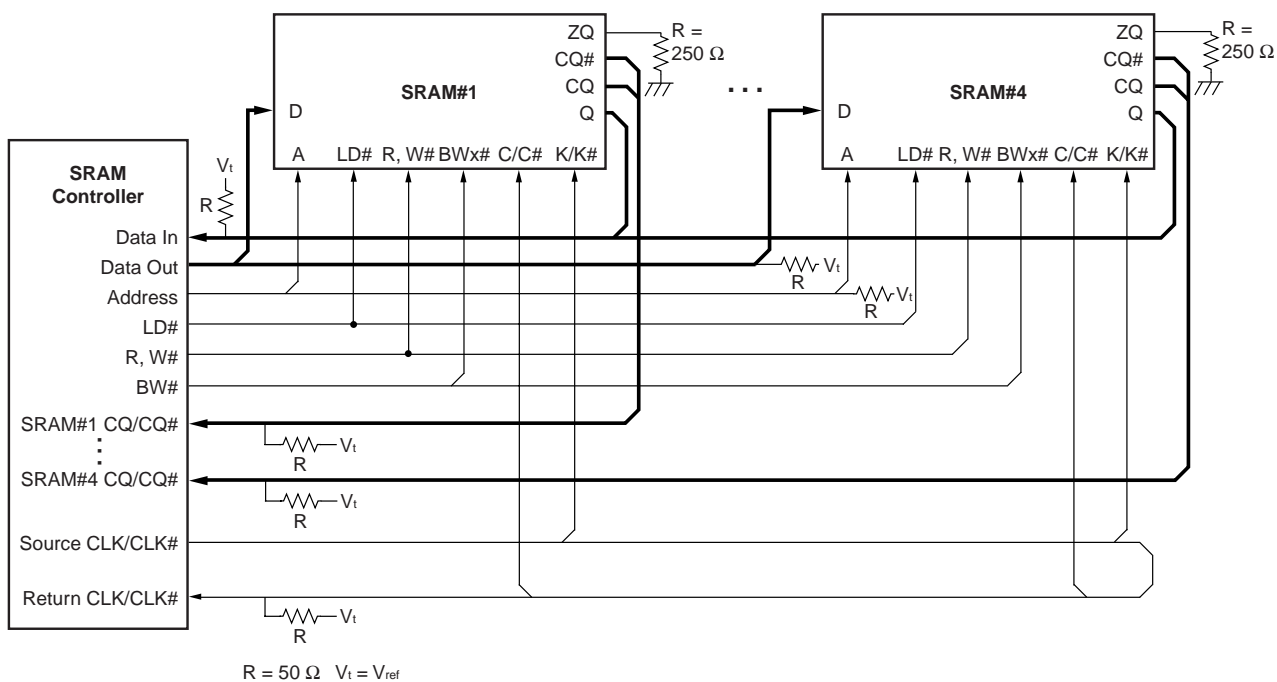 ZQ
R =
250 Ω
CQ#
CQ
SRAM#1
D
Q
A LD# R, W# BWx# C/C# K/K#
. . .
ZQ
R =
250 Ω
CQ#
CQ
SRAM#4
D
Q
A LD# R, W# BWx# C/C# K/K#
SRAM
Controller
Vt
R
Data In
Data Out
Vt
R
Address
Vt
R
LD#
R, W#
BW#
SRAM#1 CQ/CQ#
Vt
R
SRAM#4 CQ/CQ#
Vt
R
Source CLK/CLK#
Return CLK/CLK#
Vt
R
R = 50 Ω Vt = Vref